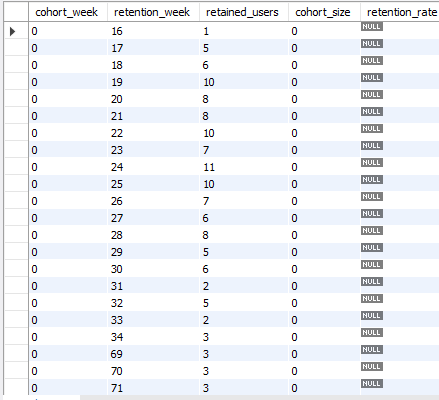 cohort_week retention_week retained_users cohort_size retention_rate
0 16 1 0 NULL
0 17 5 0 NULL
0 18 6 0 NULL
0 19 10 0 NULL
0 20 8 0 NULL
0 21 8 0 NULL
0 22 10 0 NULL
0 23 7 0 NULL
0 24 11 0 NULL
0 25 10 0 NULL
0 26 7 0 NULL
0 27 6 0 NULL
0 28 8 0 NULL
0 29 5 0 NULL
0 30 6 0 NULL
0 31 2 0 NULL
0 32 5 0 NULL
0 33 2 0 NULL
0 34 3 0 NULL
0 69 3 0 NULL
0 70 3 0 NULL
0 71 3 0 NULL